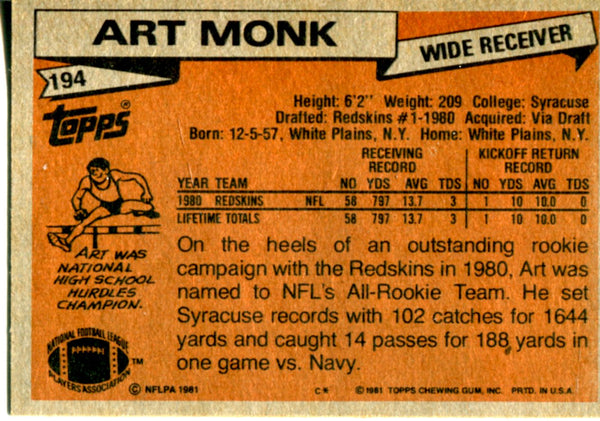 ART MONK
WIDE RECEIVER
194
Topps®
Height: 6'2" Weight: 209 College: Syracuse
Drafted: Redskins #1-1980 Acquired: Via Draft
Born: 12-5-57, White Plains, N.Y. Home: White Plains, N.Y.
RECEIVING RECORD KICKOFF RETURN RECORD
YEAR TEAM NO YDS AVG TDS NO YDS AVG TDS
1980 REDSKINS NFL 58 797 13.7 3 1 10 10.0 0
LIFETIME TOTALS 58 797 13.7 3 1 10 10.0 0
ART WAS
NATIONAL
HIGH SCHOOL
HURDLES
CHAMPION.
On the heels of an outstanding rookie
campaign with the Redskins in 1980, Art was
named to NFL's All-Rookie Team. He set
Syracuse records with 102 catches for 1644
yards and caught 14 passes for 188 yards in
one game vs. Navy.
NATIONAL FOOTBALL LEAGUE
PLAYERS ASSOCIATION
TM
© NFLPA 1981
C*
© 1981 TOPPS CHEWING GUM, INC. PRTD. IN U.S.A.